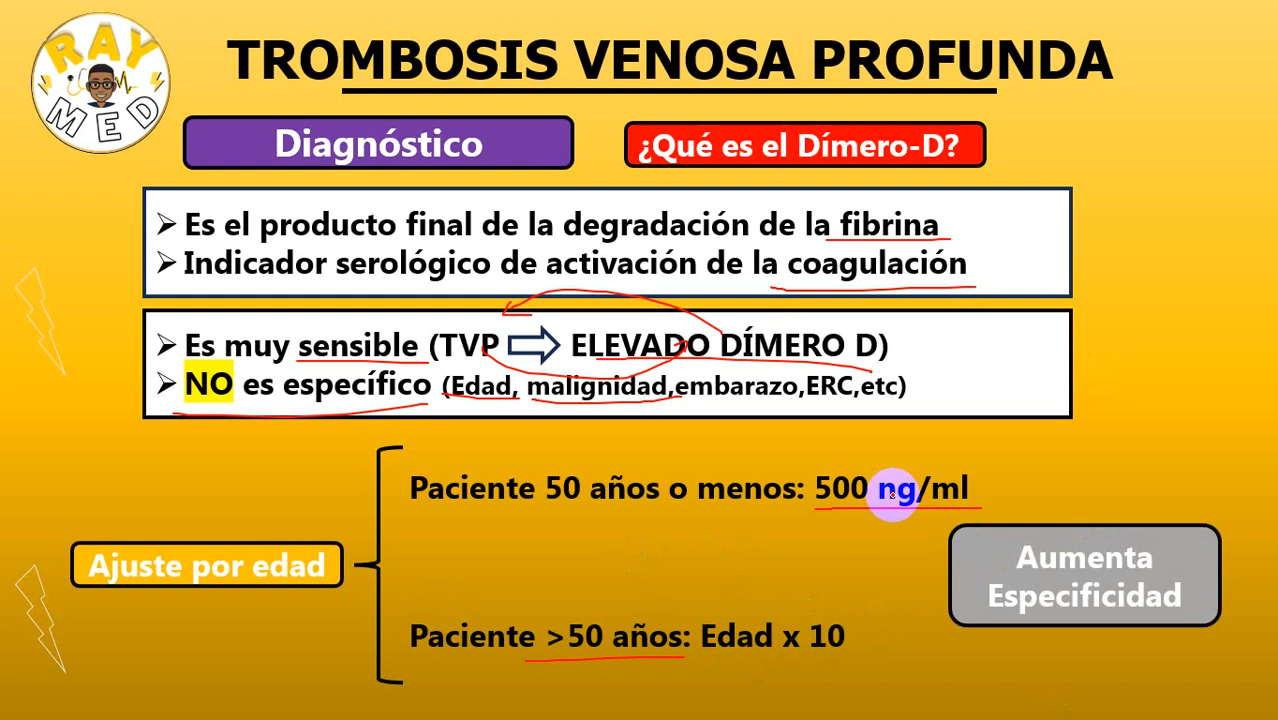 RAY
MED
TROMBOSIS VENOSA PROFUNDA
Diagnóstico
¿Qué es el Dímero-D?
➢ Es el producto final de la degradación de la fibrina
➢ Indicador serológico de activación de la coagulación
➢ Es muy sensible (TVP ⇨ ELEVADO DÍMERO D)
➢ NO es específico (Edad, malignidad,embarazo,ERC,etc)
Paciente 50 años o menos: 500 ng/ml
Ajuste por edad
Aumenta
Especificidad
Paciente >50 años: Edad x 10